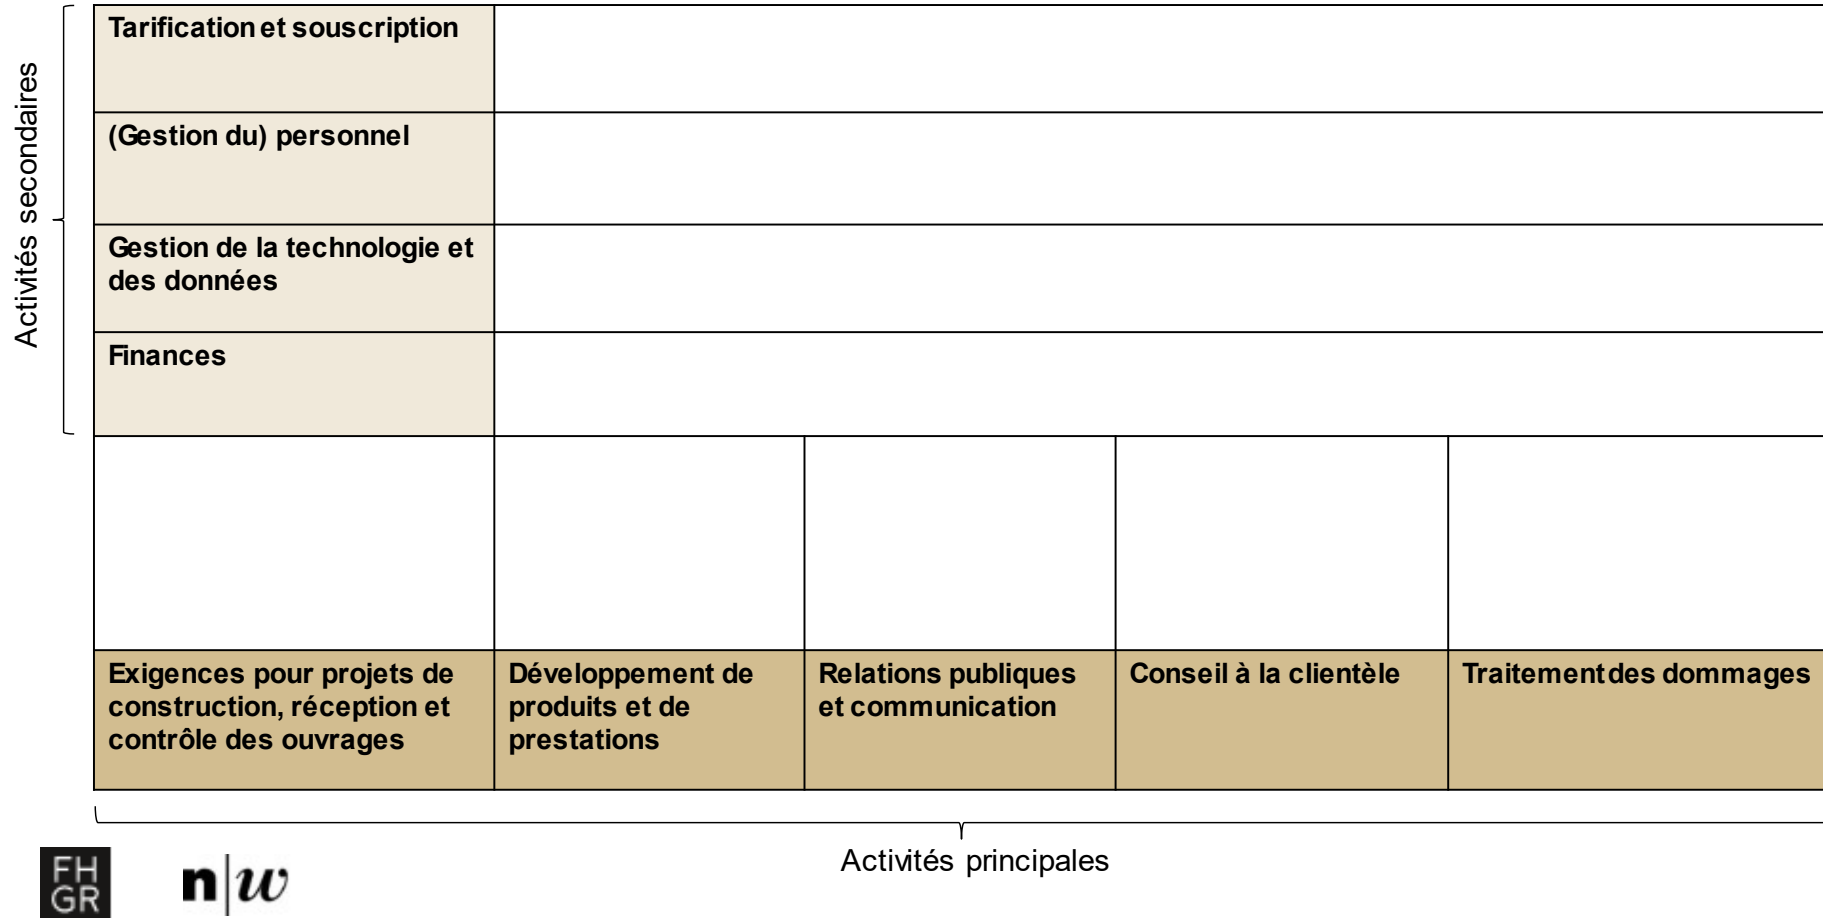 Activités secondaires
Tarification et souscription
(Gestion du) personnel
Gestion de la technologie et
des données
Finances
Exigences pour projets de
construction, réception et
contrôle des ouvrages
Développement de
produits et de
prestations
Relations publiques
et communication
Conseil à la clientèle
Traitement des dommages
Activités principales
FH
GR
n|w